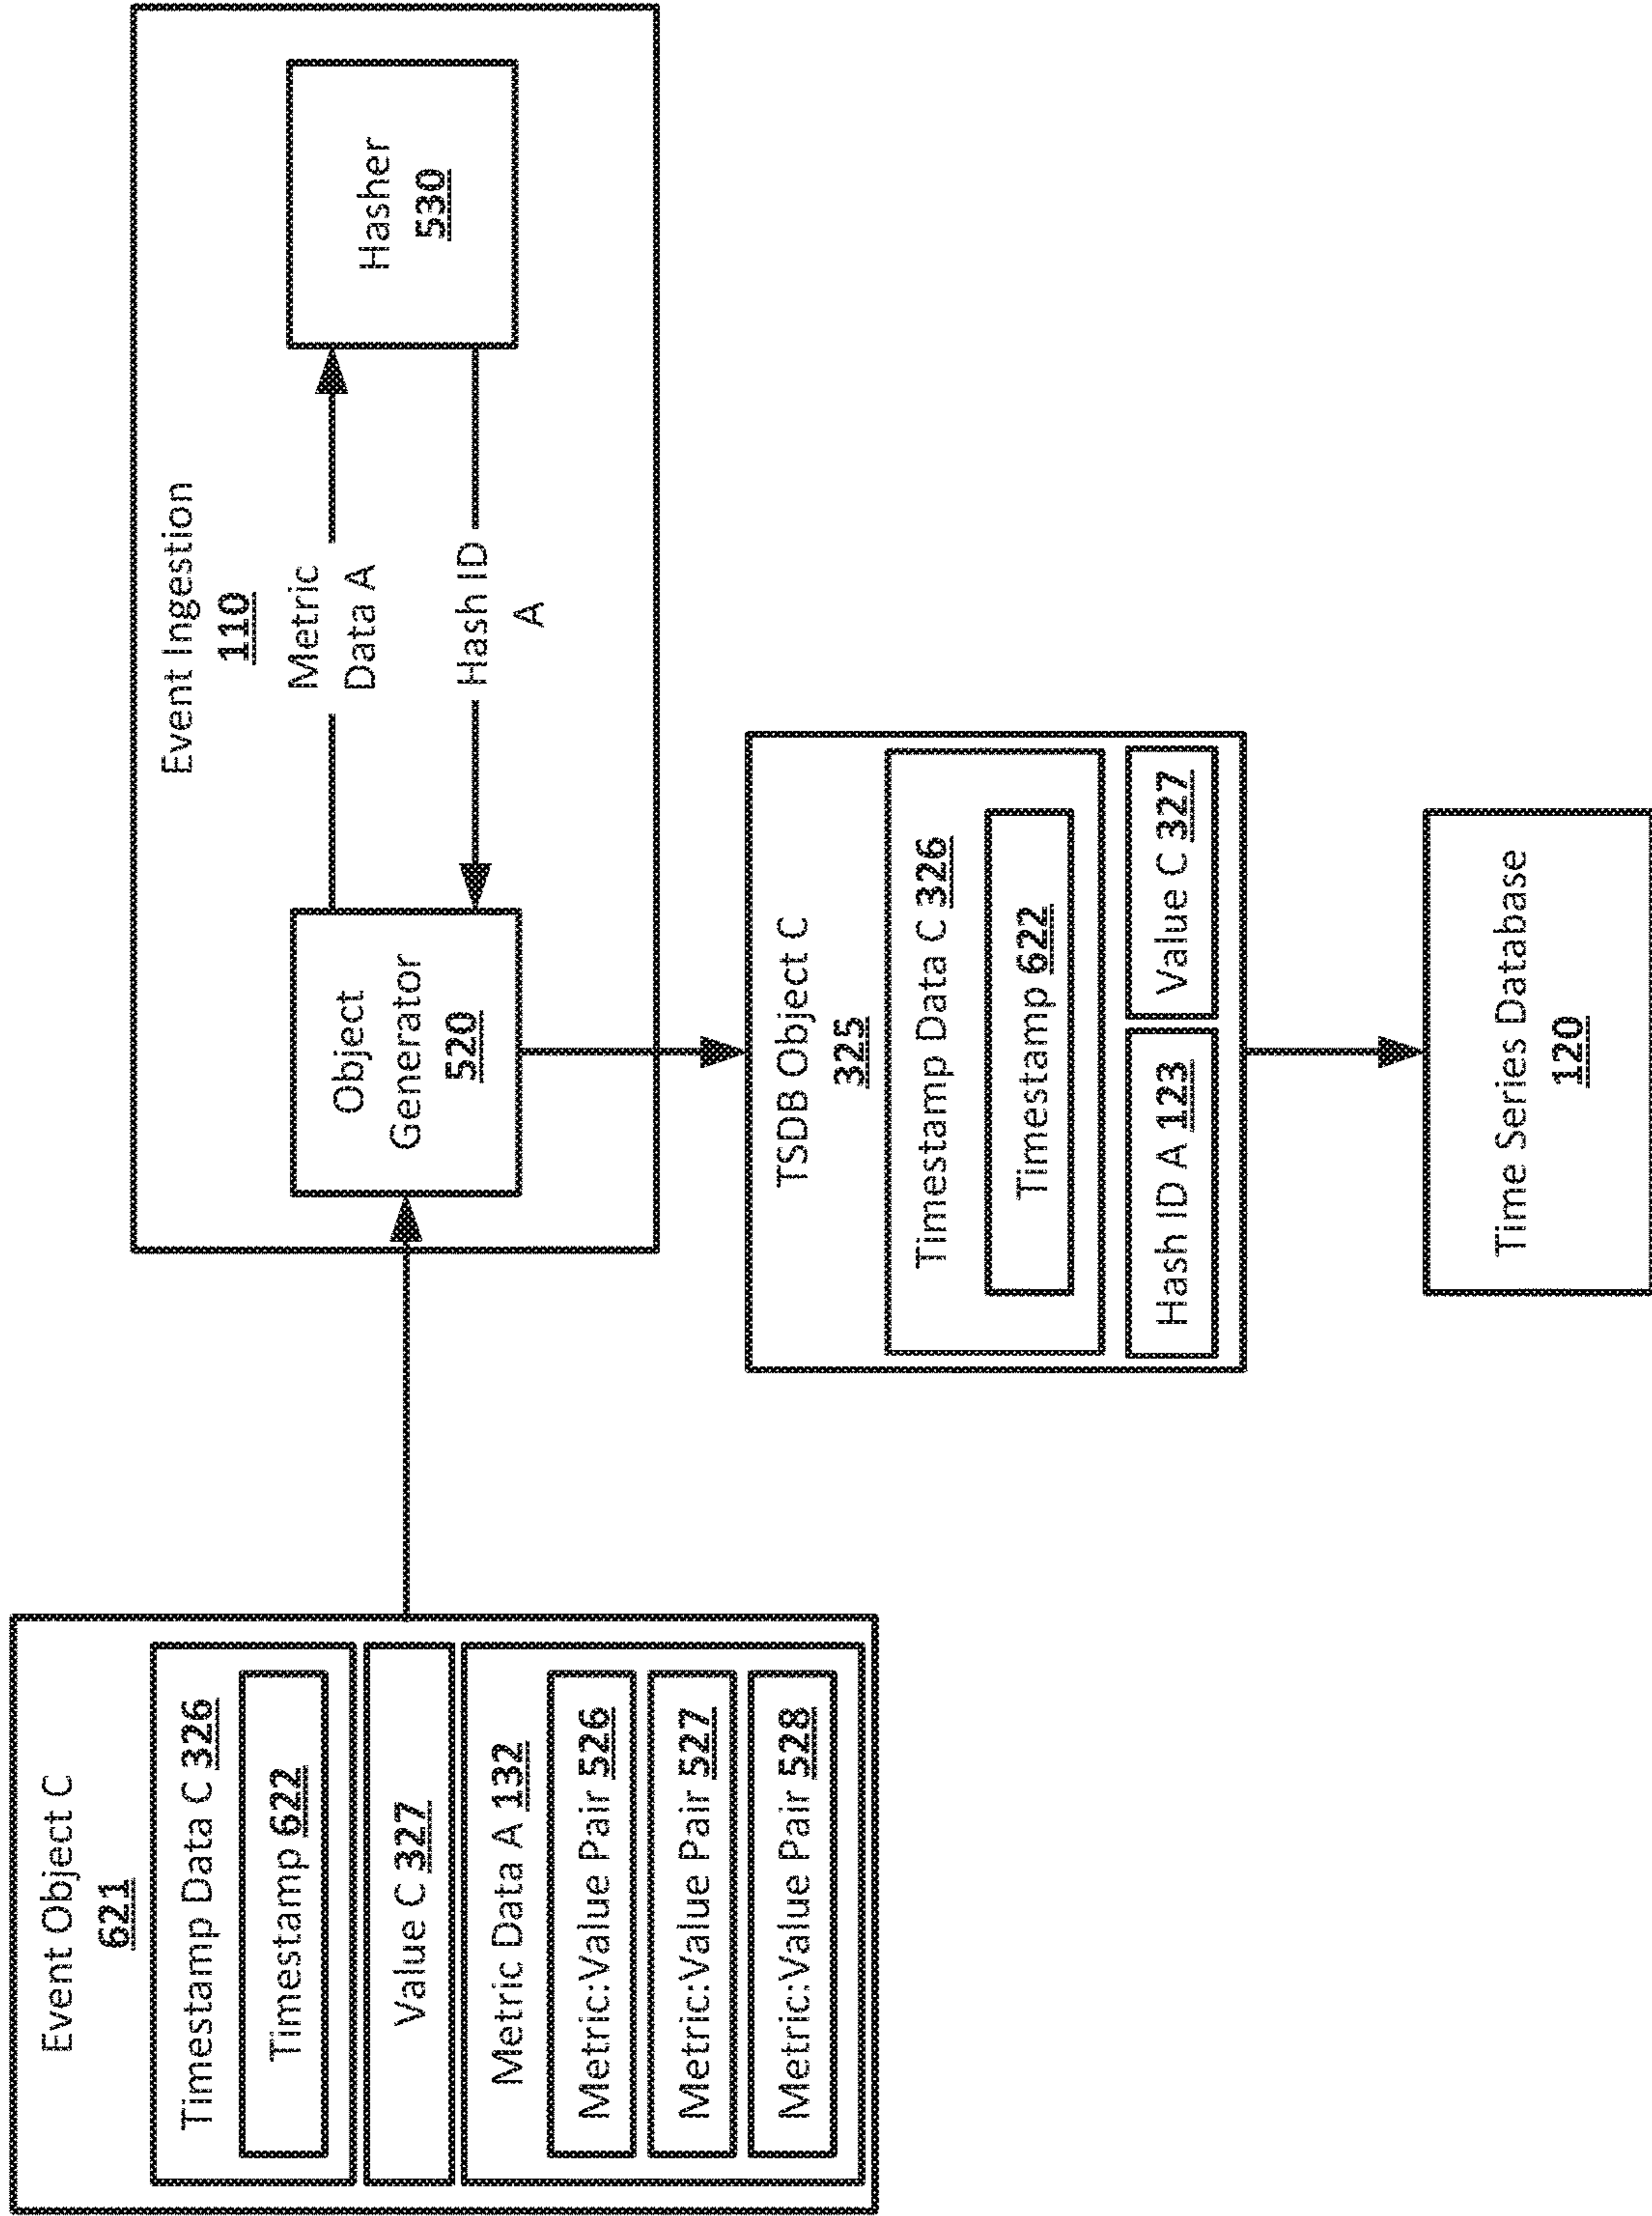 Event Object C
621
Timestamp Data C 326
Timestamp 622
Value C 327
Metric Data A 132
Metric:Value Pair 526
Metric:Value Pair 527
Metric:Value Pair 528
Event Ingestion
110
Object
Generator
520
Metric
Data A
Hash ID
A
Hasher
530
TSDB Object C
325
Timestamp Data C 326
Timestamp 622
Hash ID A 123
Value C 327
Time Series Database
120